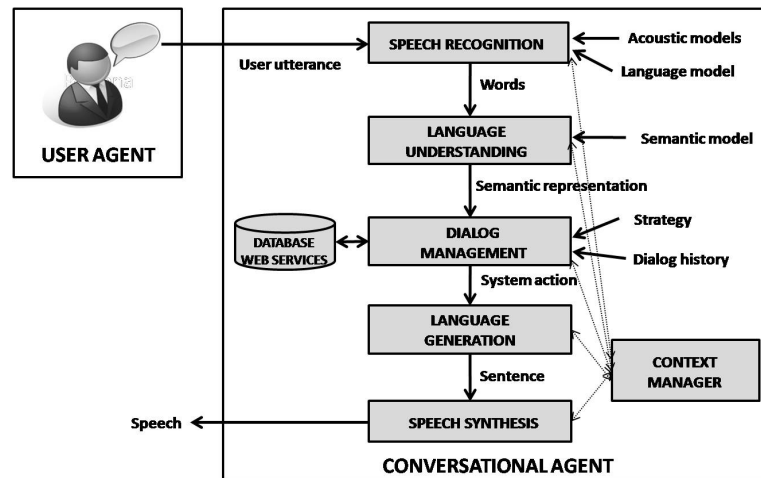 SPEECH RECOGNITION
Acoustic models
Language model
User utterance
Words
USER AGENT
LANGUAGE
UNDERSTANDING
Semantic model
Semantic representation
DATABASE
WEB SERVICES
DIALOG
MANAGEMENT
Strategy
Dialog history
System action
LANGUAGE
GENERATION
CONTEXT
MANAGER
Sentence
Speech
SPEECH SYNTHESIS
CONVERSATIONAL AGENT